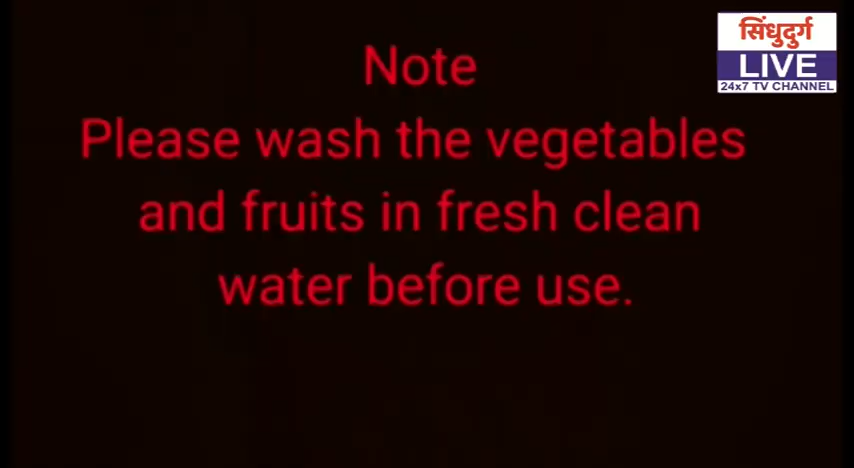 सिंधुदुर्ग
LIVE
24x7 TV CHANNEL
Note
Please wash the vegetables
and fruits in fresh clean
water before use.